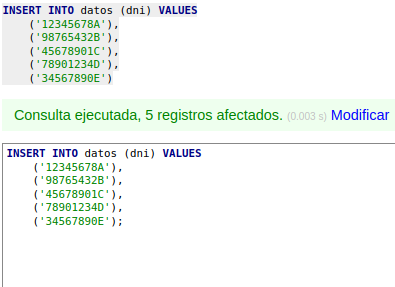 INSERT INTO datos (dni) VALUES
('12345678A'),
('98765432B'),
('45678901C'),
('78901234D'),
('34567890E')
Consulta ejecutada, 5 registros afectados. (0.003 s) Modificar
INSERT INTO datos (dni) VALUES
('12345678A'),
('98765432B'),
('45678901C'),
('78901234D'),
('34567890E');